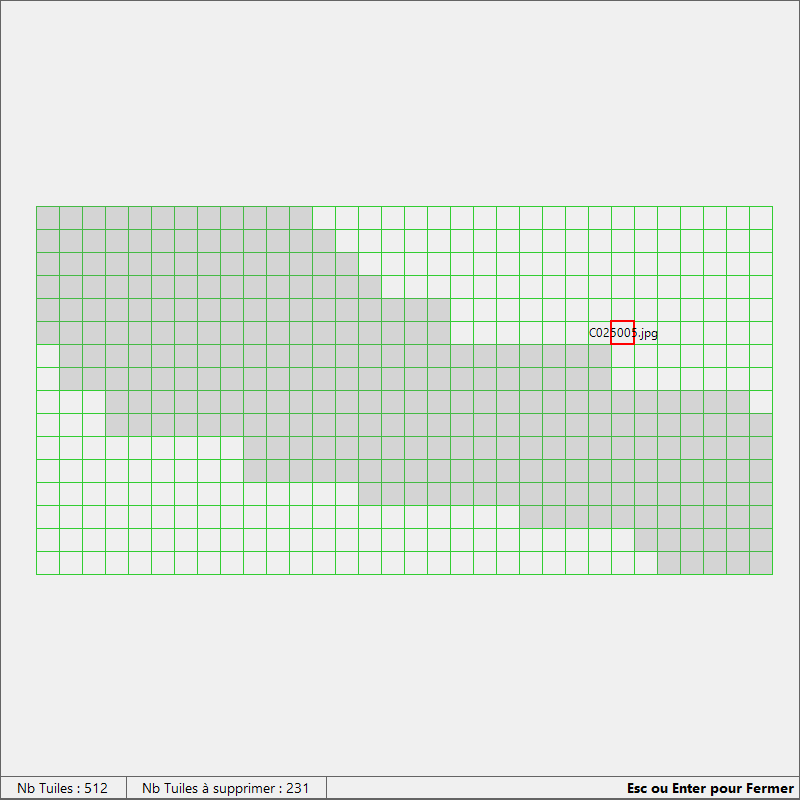 C025005.jpg
Nb Tuiles : 512
Nb Tuiles à supprimer : 231
Esc ou Enter pour Fermer